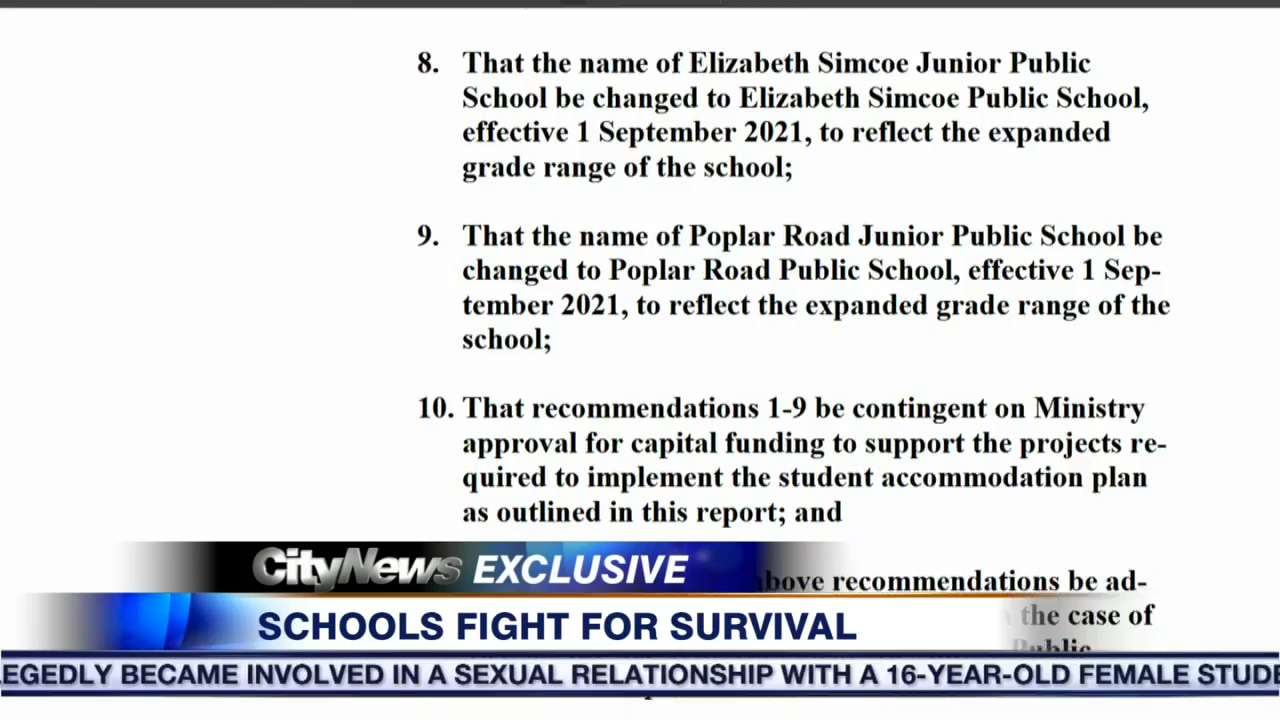 8. That the name of Elizabeth Simcoe Junior Public
School be changed to Elizabeth Simcoe Public School,
effective 1 September 2021, to reflect the expanded
grade range of the school;
9. That the name of Poplar Road Junior Public School be
changed to Poplar Road Public School, effective 1 Sep-
tember 2021, to reflect the expanded grade range of the
school;
10. That recommendations 1-9 be contingent on Ministry
approval for capital funding to support the projects re-
quired to implement the student accommodation plan
as outlined in this report; and
CityNews EXCLUSIVE
above recommendations be ad-
SCHOOLS FIGHT FOR SURVIVAL
the case of
Public
LEGEDLY BECAME INVOLVED IN A SEXUAL RELATIONSHIP WITH A 16-YEAR-OLD FEMALE STUDE